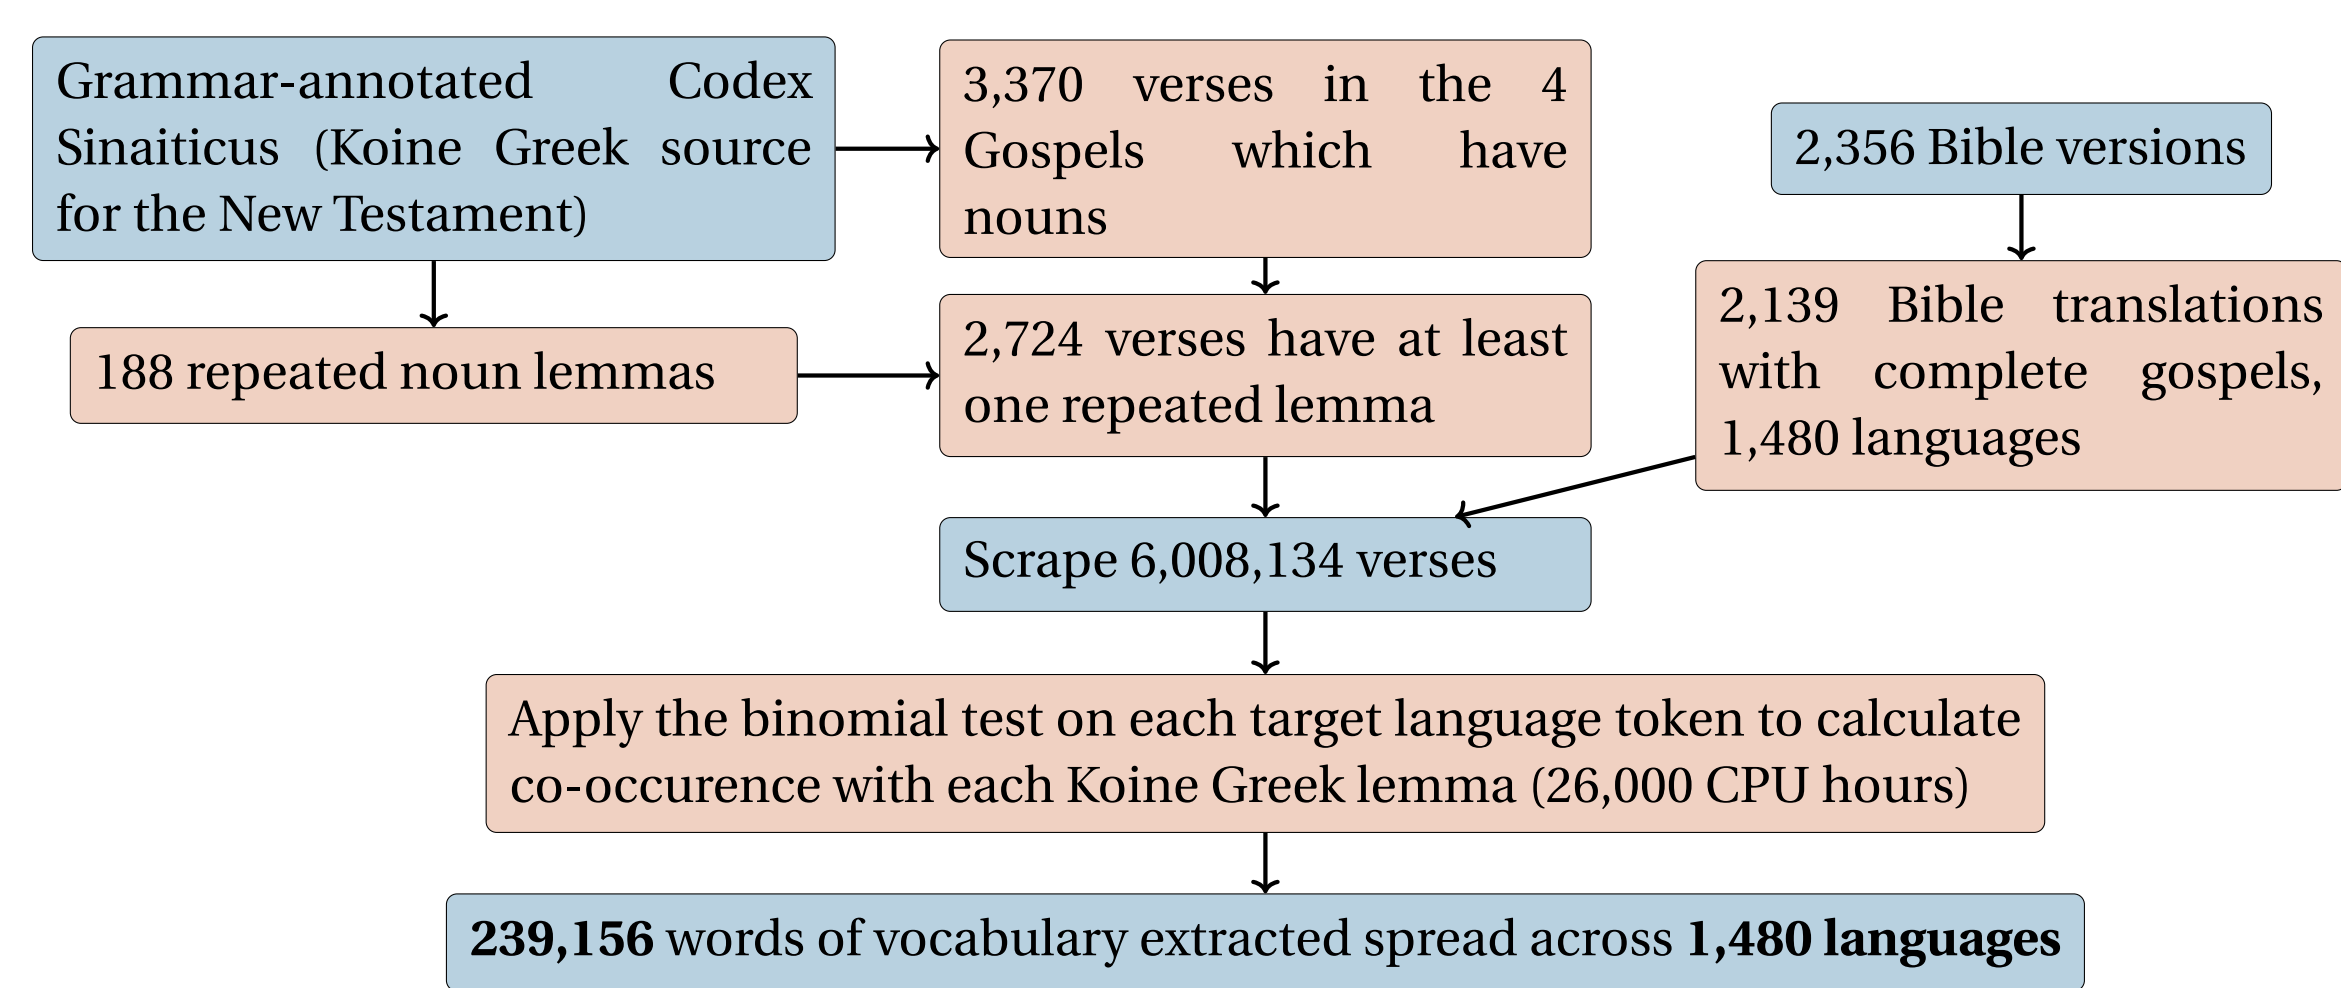 Grammar-annotated Codex
Sinaiticus (Koine Greek source
for the New Testament)
3,370 verses in the 4
Gospels which have
nouns
2,356 Bible versions
188 repeated noun lemmas
2,724 verses have at least
one repeated lemma
2,139 Bible translations
with complete gospels,
1,480 languages
Scrape 6,008,134 verses
Apply the binomial test on each target language token to calculate
co-occurence with each Koine Greek lemma (26,000 CPU hours)
239,156 words of vocabulary extracted spread across 1,480 languages